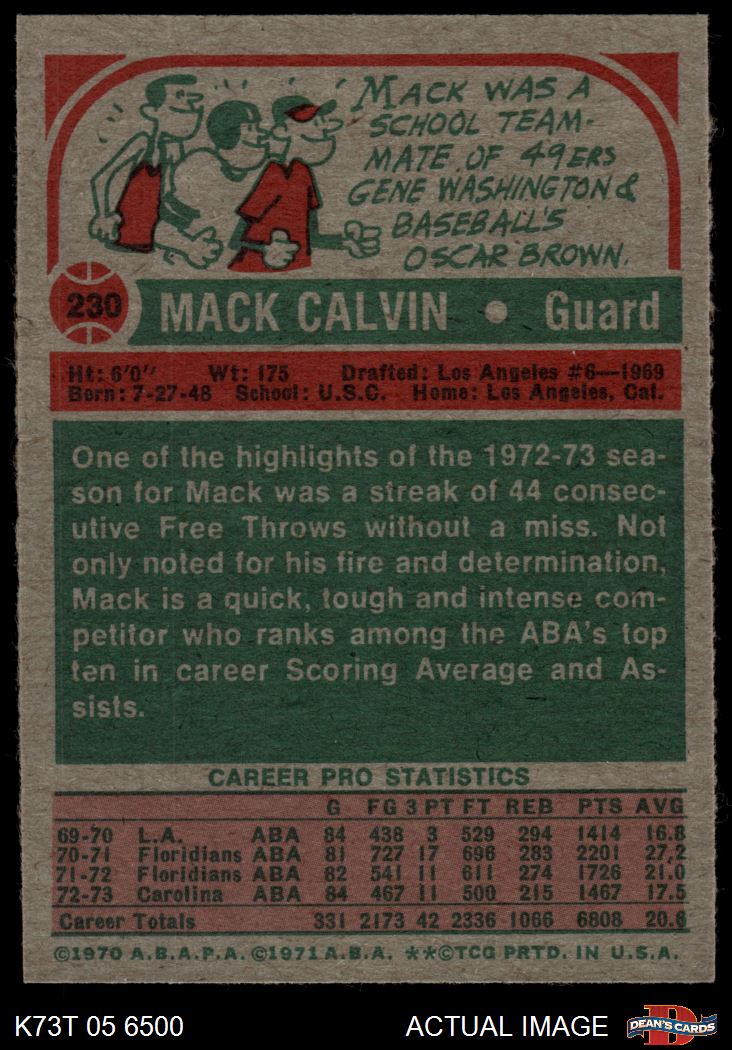 MACK WAS A
SCHOOL TEAM-
MATE OF 49ERS
GENE WASHINGTON &
BASEBALL'S
OSCAR BROWN.
230 MACK CALVIN • Guard
Ht: 6'0" Wt: 175 Drafted: Los Angeles #6—1969
Born: 7-27-48 School: U.S.C. Home: Los Angeles, Cal.
One of the highlights of the 1972-73 sea-
son for Mack was a streak of 44 consec-
utive Free Throws without a miss. Not
only noted for his fire and determination,
Mack is a quick, tough and intense com-
petitor who ranks among the ABA's top
ten in career Scoring Average and As-
sists.
CAREER PRO STATISTICS
G FG 3 PT FT REB PTS AVG
69-70 L.A. ABA 84 438 3 529 294 1414 16.8
70-71 Floridians ABA 81 727 17 696 283 2201 27.2
71-72 Floridians ABA 82 541 11 611 274 1726 21.0
72-73 Carolina ABA 84 467 11 500 215 1467 17.5
Career Totals 331 2173 42 2336 1066 6808 20.6
©1970 A.B.A.P.A. ©1971 A.B.A. **©TCG PRTD. IN U.S.A.
K73T 05 6500 ACTUAL IMAGE DEAN'S CARDS